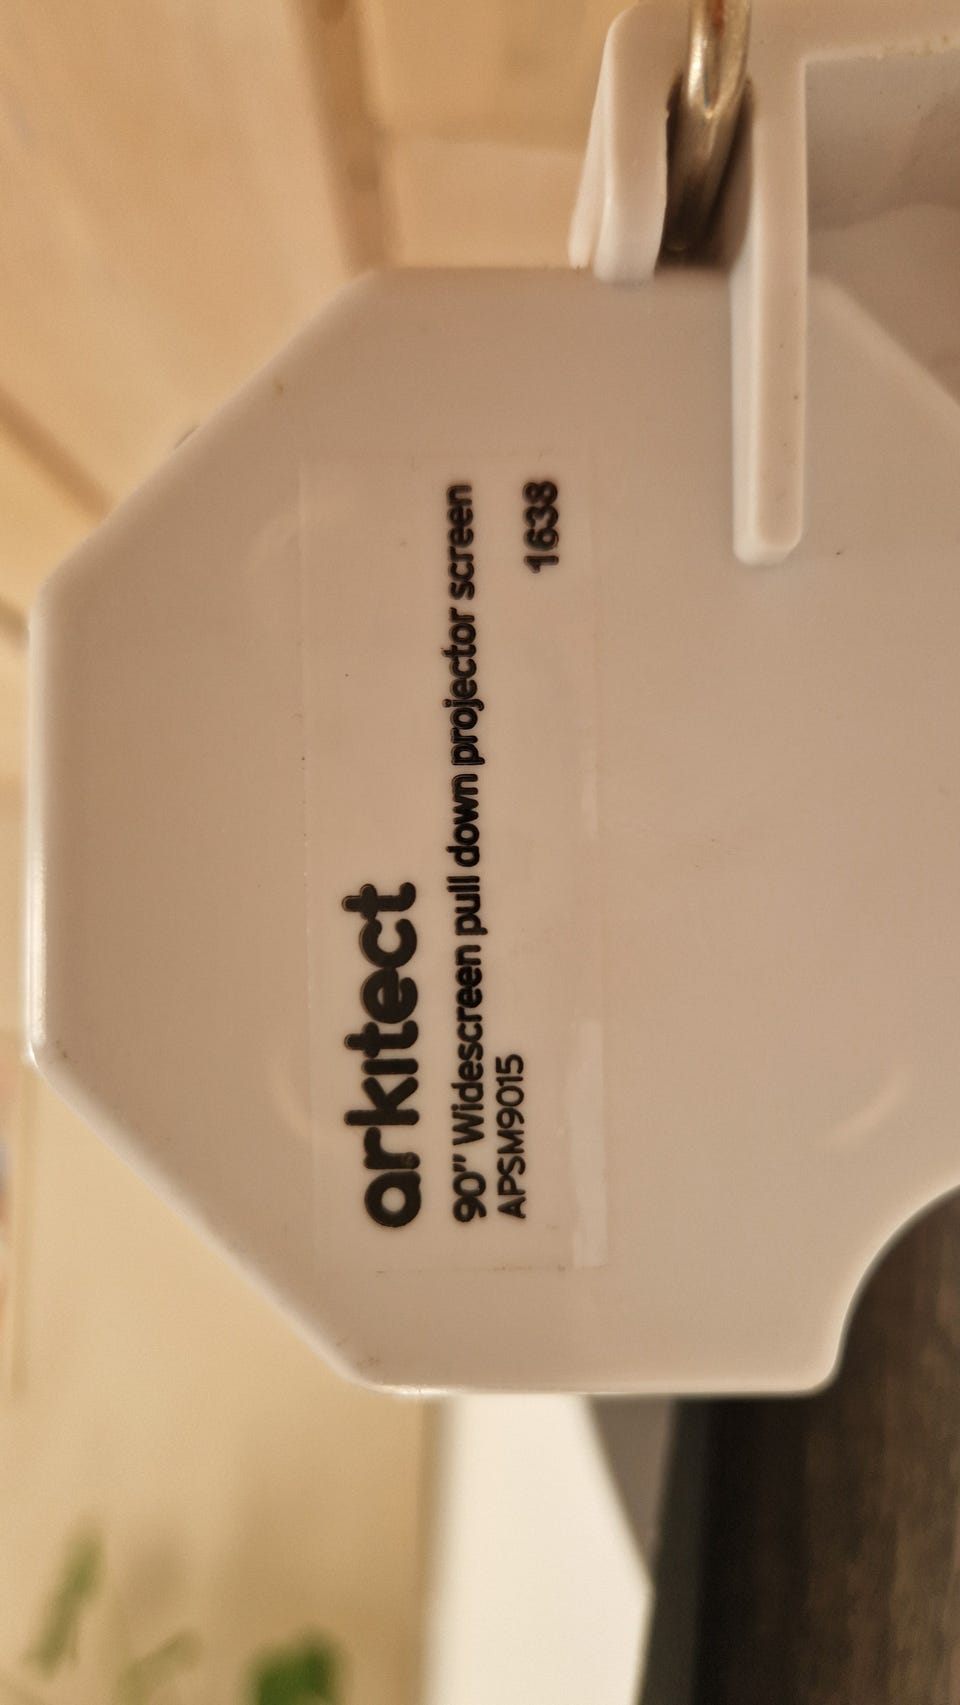 arkitect
90" Widescreen pull down projector screen
APSM9015
1638